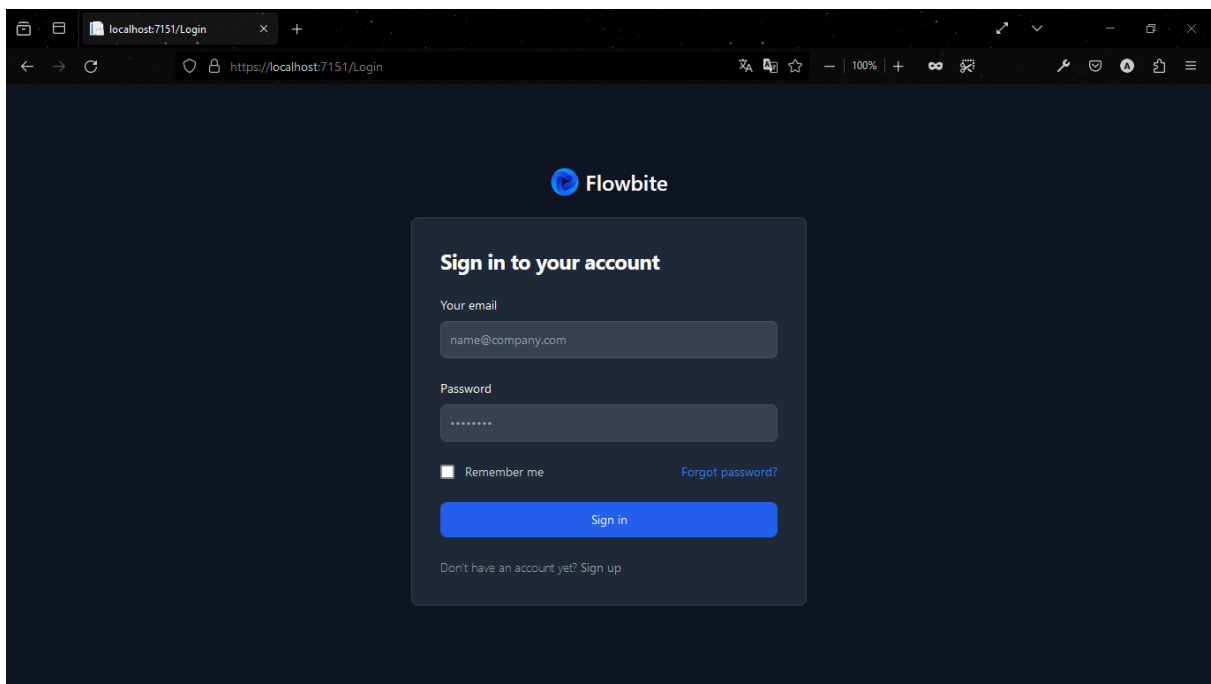 localhost:7151/Login
https://localhost:7151/Login
100%
Flowbite
Sign in to your account
Your email
name@company.com
Password
••••••••
Remember me
Forgot password?
Sign in
Don't have an account yet? Sign up